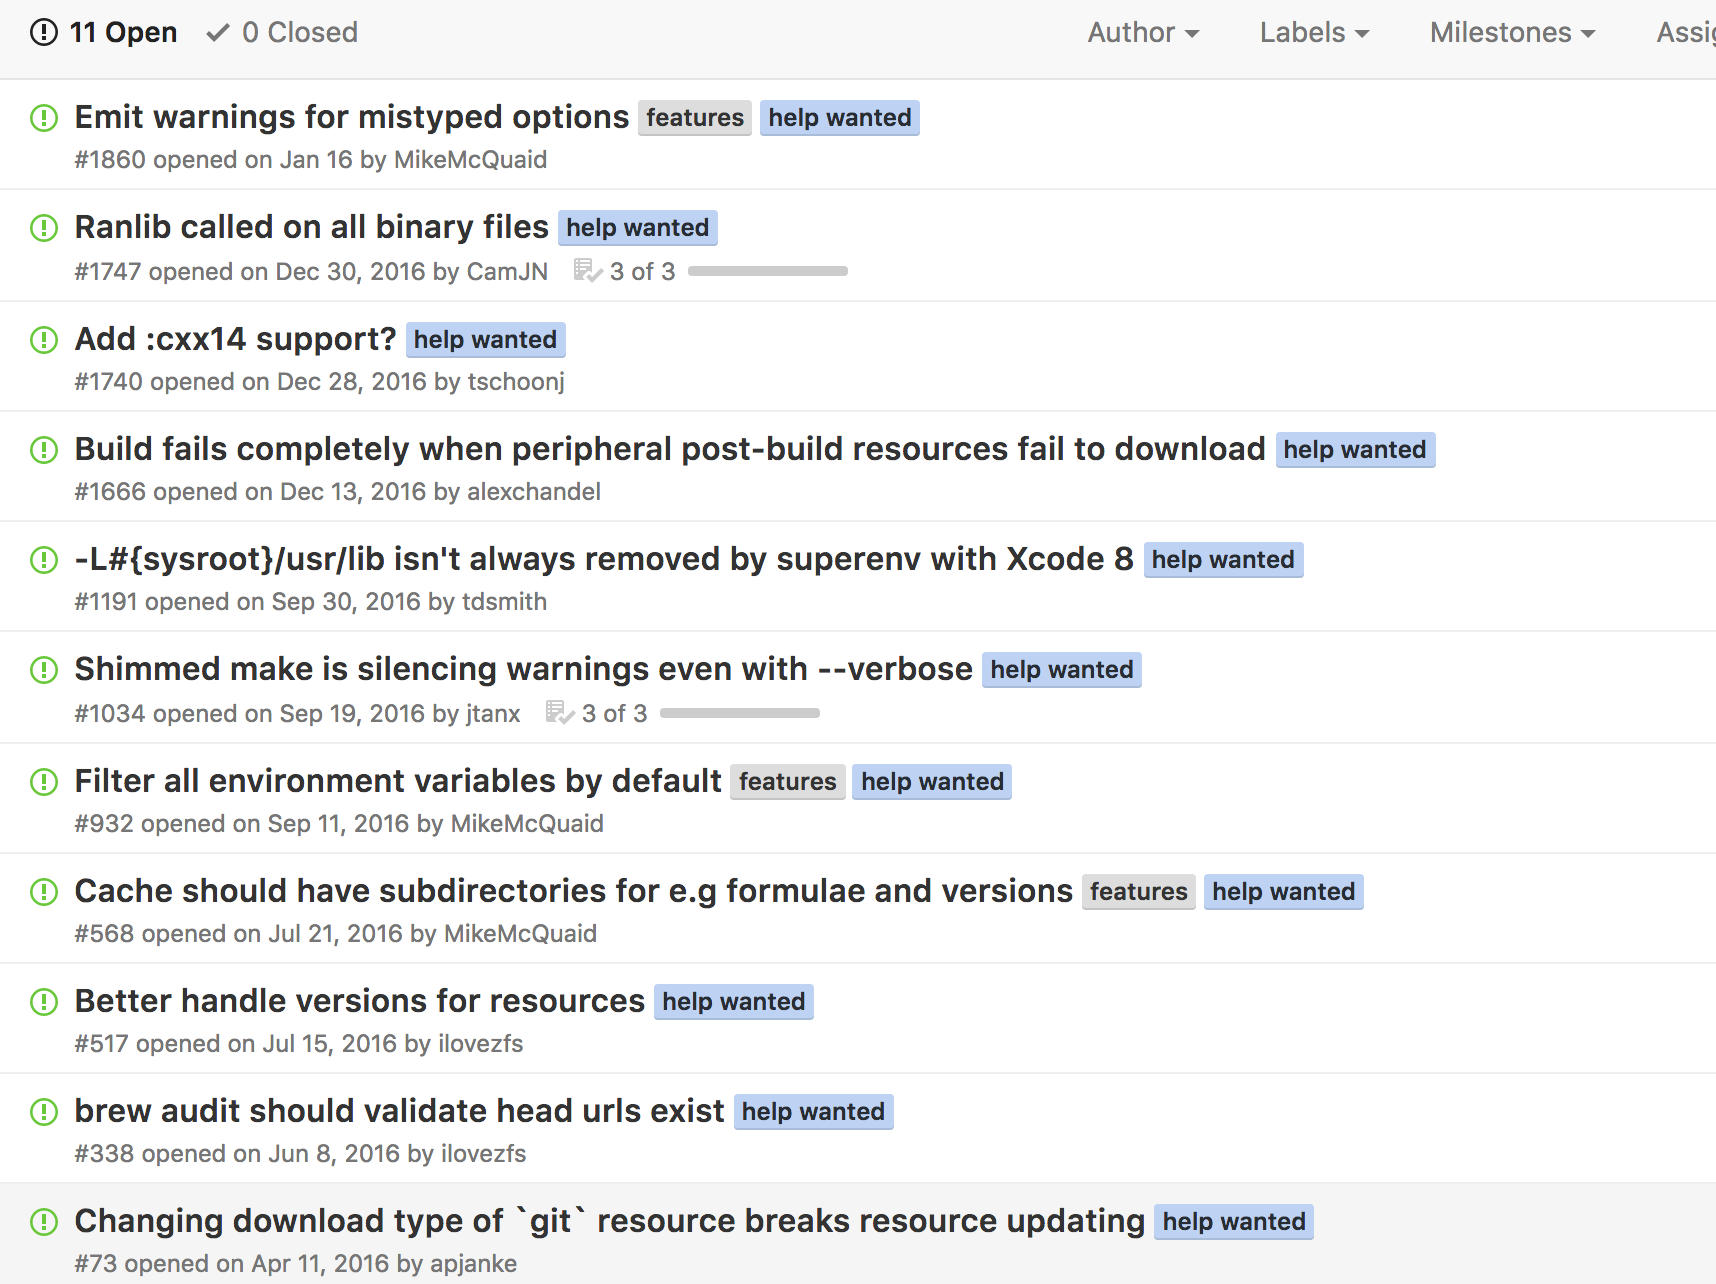 11 Open 0 Closed Author Labels Milestones
Emit warnings for mistyped options features help wanted
#1860 opened on Jan 16 by MikeMcQuaid
Ranlib called on all binary files help wanted
#1747 opened on Dec 30, 2016 by CamJN 3 of 3
Add :cxx14 support? help wanted
#1740 opened on Dec 28, 2016 by tschoonj
Build fails completely when peripheral post-build resources fail to download help wanted
#1666 opened on Dec 13, 2016 by alexchandel
-L#{sysroot}/usr/lib isn't always removed by superenv with Xcode 8 help wanted
#1191 opened on Sep 30, 2016 by tdsmith
Shimmed make is silencing warnings even with --verbose help wanted
#1034 opened on Sep 19, 2016 by jtanx 3 of 3
Filter all environment variables by default features help wanted
#932 opened on Sep 11, 2016 by MikeMcQuaid
Cache should have subdirectories for e.g formulae and versions features help wanted
#568 opened on Jul 21, 2016 by MikeMcQuaid
Better handle versions for resources help wanted
#517 opened on Jul 15, 2016 by ilovezfs
brew audit should validate head urls exist help wanted
#338 opened on Jun 8, 2016 by ilovezfs
Changing download type of `git` resource breaks resource updating help wanted
#73 opened on Apr 11, 2016 by apjanke